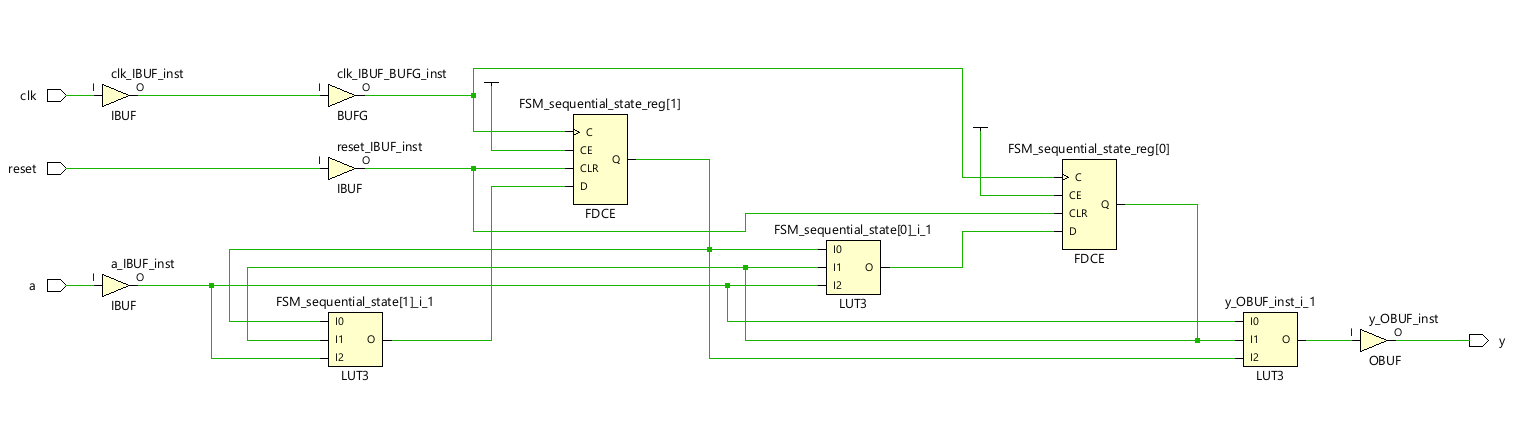 clk_IBUF_inst
clk_IBUF_BUFG_inst
clk
I
O
IBUF
I
O
BUFG
FSM_sequential_state_reg[1]
C
CE
CLR
D
Q
FDCE
reset_IBUF_inst
reset
I
O
IBUF
FSM_sequential_state_reg[0]
C
CE
CLR
D
Q
FDCE
FSM_sequential_state[0]_i_1
I0
I1
I2
O
LUT3
a_IBUF_inst
a
I
O
IBUF
FSM_sequential_state[1]_i_1
I0
I1
I2
O
LUT3
y_OBUF_inst_i_1
I0
I1
I2
O
LUT3
y_OBUF_inst
I
O
OBUF
y